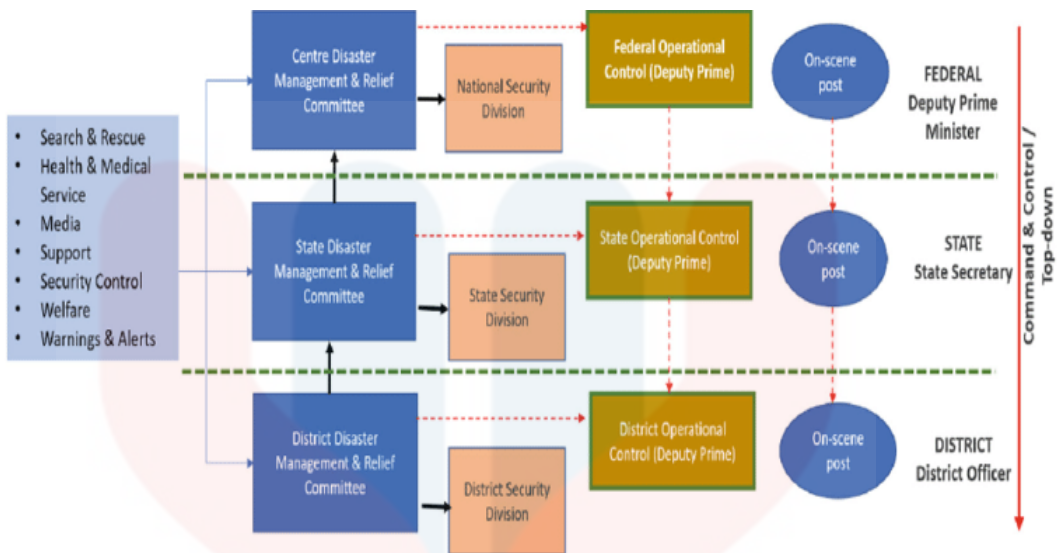 • Search & Rescue
• Health & Medical
Service
• Media
• Support
• Security Control
• Welfare
• Warnings & Alerts
Centre Disaster
Management & Relief
Committee
National Security
Division
Federal Operational
Control (Deputy Prime)
On-scene
post
FEDERAL
Deputy Prime
Minister
State Disaster
Management & Relief
Committee
State Security
Division
State Operational Control
(Deputy Prime)
On-scene
post
STATE
State Secretary
District Disaster
Management & Relief
Committee
District Security
Division
District Operational
Control (Deputy Prime)
On-scene
post
DISTRICT
District Officer
Command & Control /
Top-down